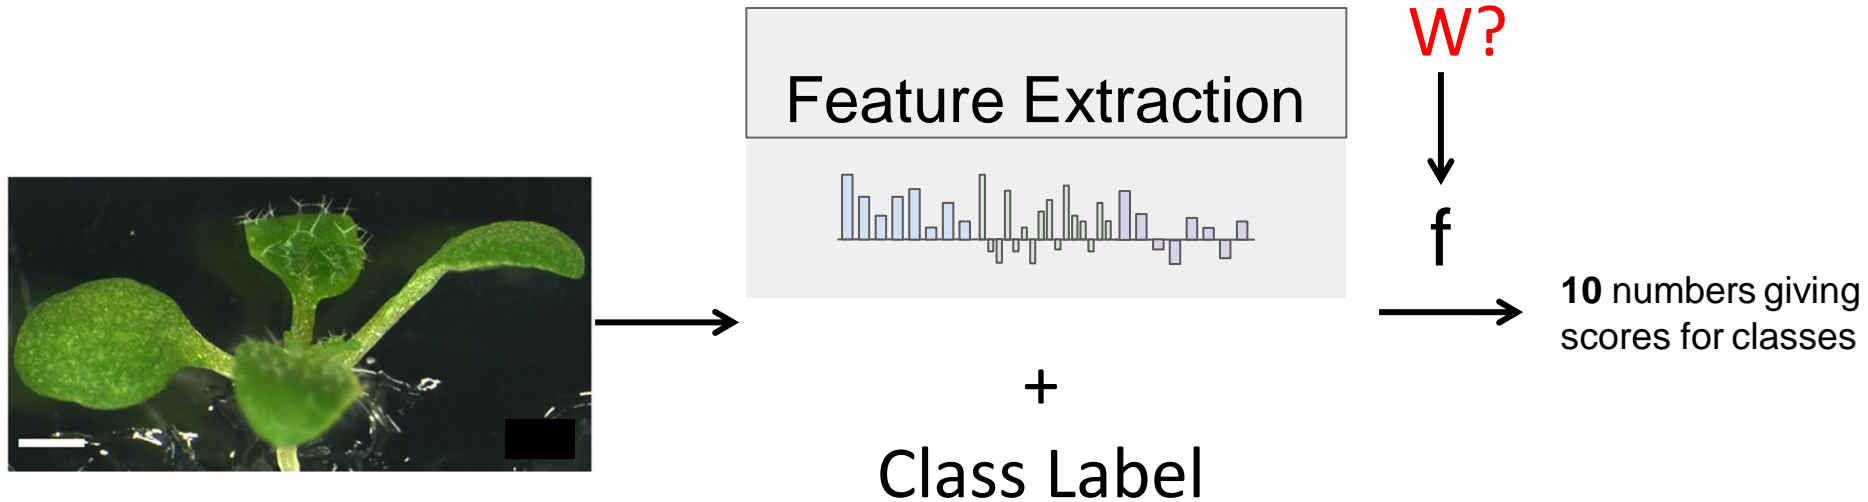 W?
Feature Extraction
f
10 numbers giving
scores for classes
+
Class Label